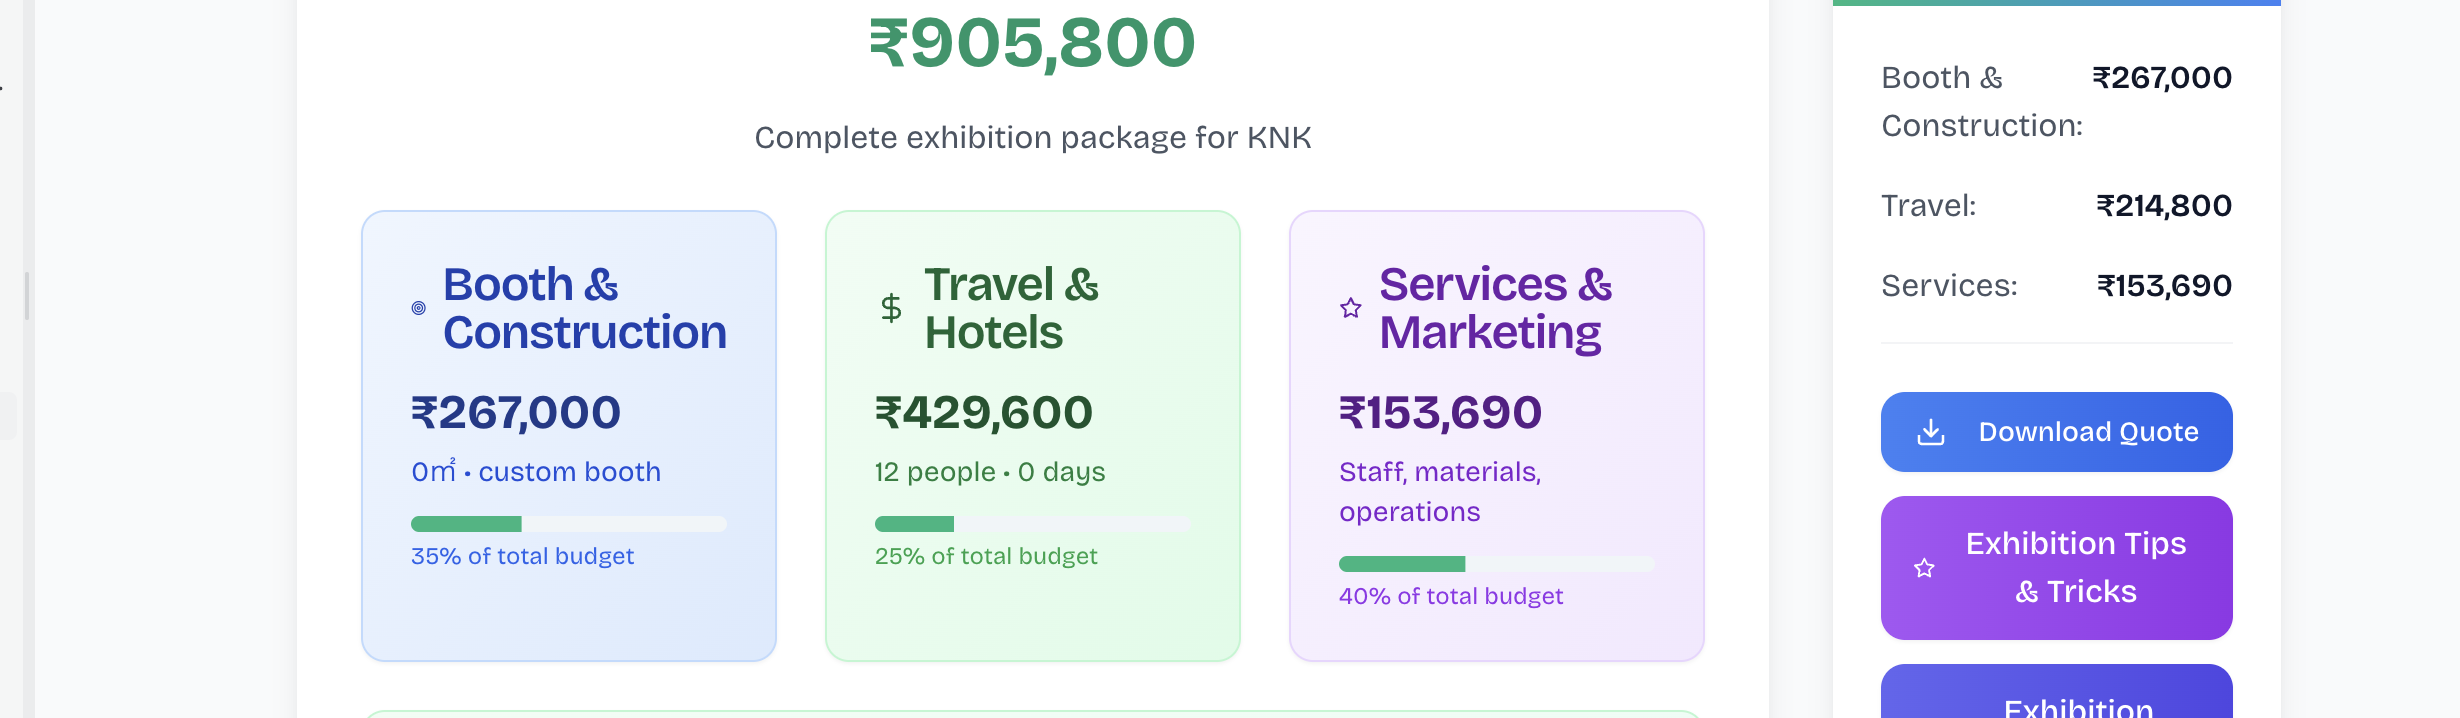 ₹905,800
Complete exhibition package for KNK
Booth &
Construction
₹267,000
0㎡ • custom booth
35% of total budget
Travel &
Hotels
₹429,600
12 people • 0 days
25% of total budget
Services &
Marketing
₹153,690
Staff, materials,
operations
40% of total budget
Booth & ₹267,000
Construction:
Travel: ₹214,800
Services: ₹153,690
Download Quote
Exhibition Tips
& Tricks
Exhibition